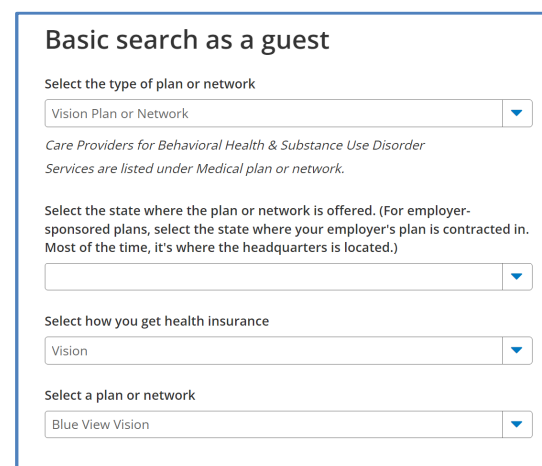 Basic search as a guest
Select the type of plan or network
Vision Plan or Network
Care Providers for Behavioral Health & Substance Use Disorder
Services are listed under Medical plan or network.
Select the state where the plan or network is offered. (For employer-
sponsored plans, select the state where your employer's plan is contracted in.
Most of the time, it's where the headquarters is located.)
Select how you get health insurance
Vision
Select a plan or network
Blue View Vision